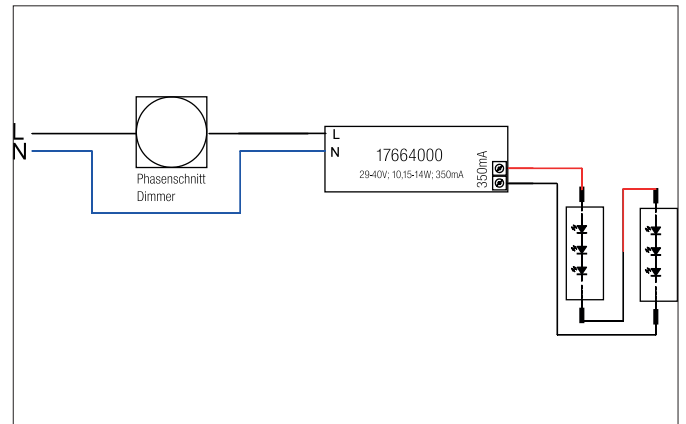 L
N
Phasenschnitt
Dimmer
L
N
17664000
29-40V; 10,15-14W; 350mA
350mA